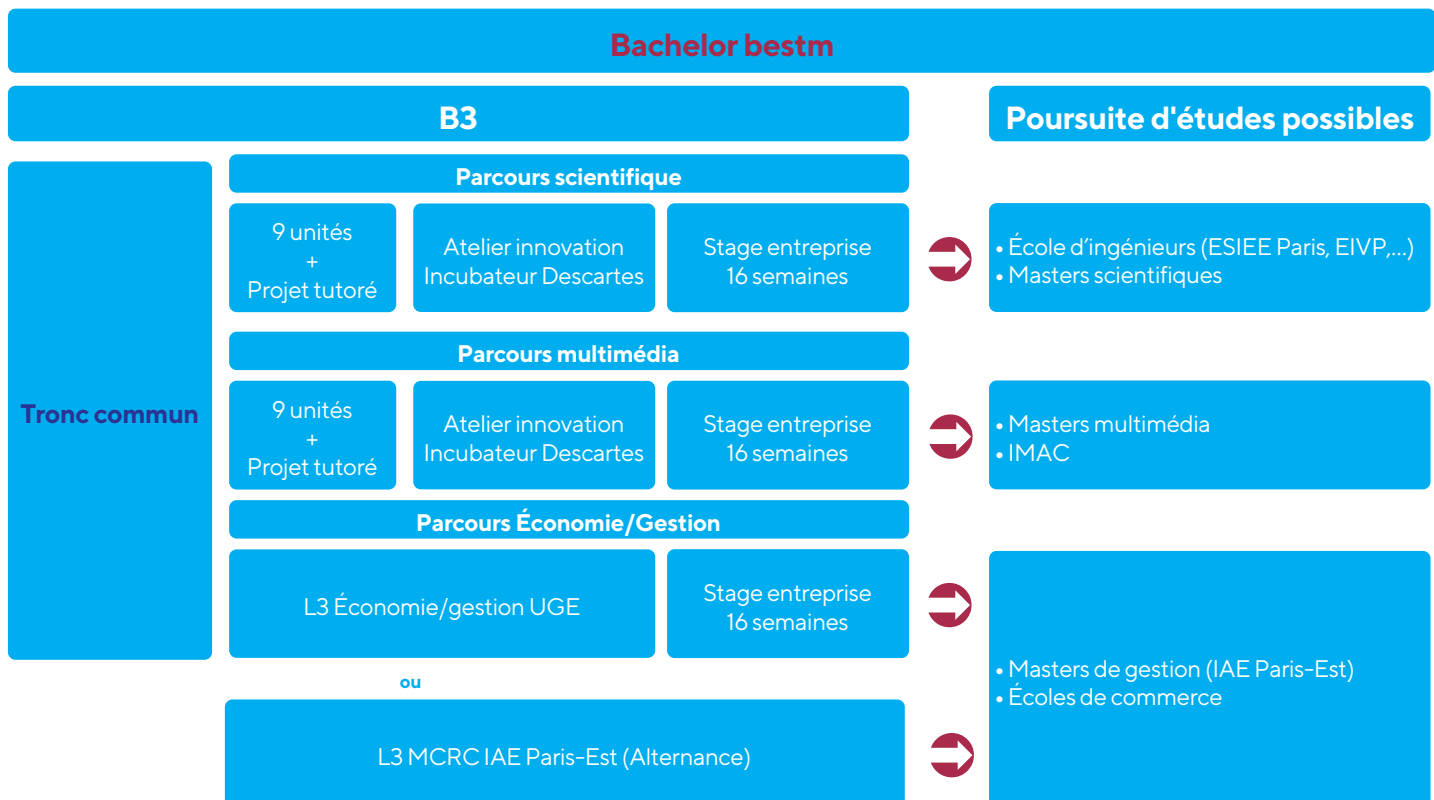 Bachelor bestm
B3
Poursuite d'études possibles
Tronc commun
Parcours scientifique
9 unités
+
Projet tutoré
Atelier innovation
Incubateur Descartes
Stage entreprise
16 semaines
• École d’ingénieurs (ESIEE Paris, EIVP,...)
• Masters scientifiques
Parcours multimédia
9 unités
+
Projet tutoré
Atelier innovation
Incubateur Descartes
Stage entreprise
16 semaines
• Masters multimédia
• IMAC
Parcours Économie/Gestion
L3 Économie/gestion UGE
Stage entreprise
16 semaines
• Masters de gestion (IAE Paris-Est)
• Écoles de commerce
ou
L3 MCRC IAE Paris-Est (Alternance)